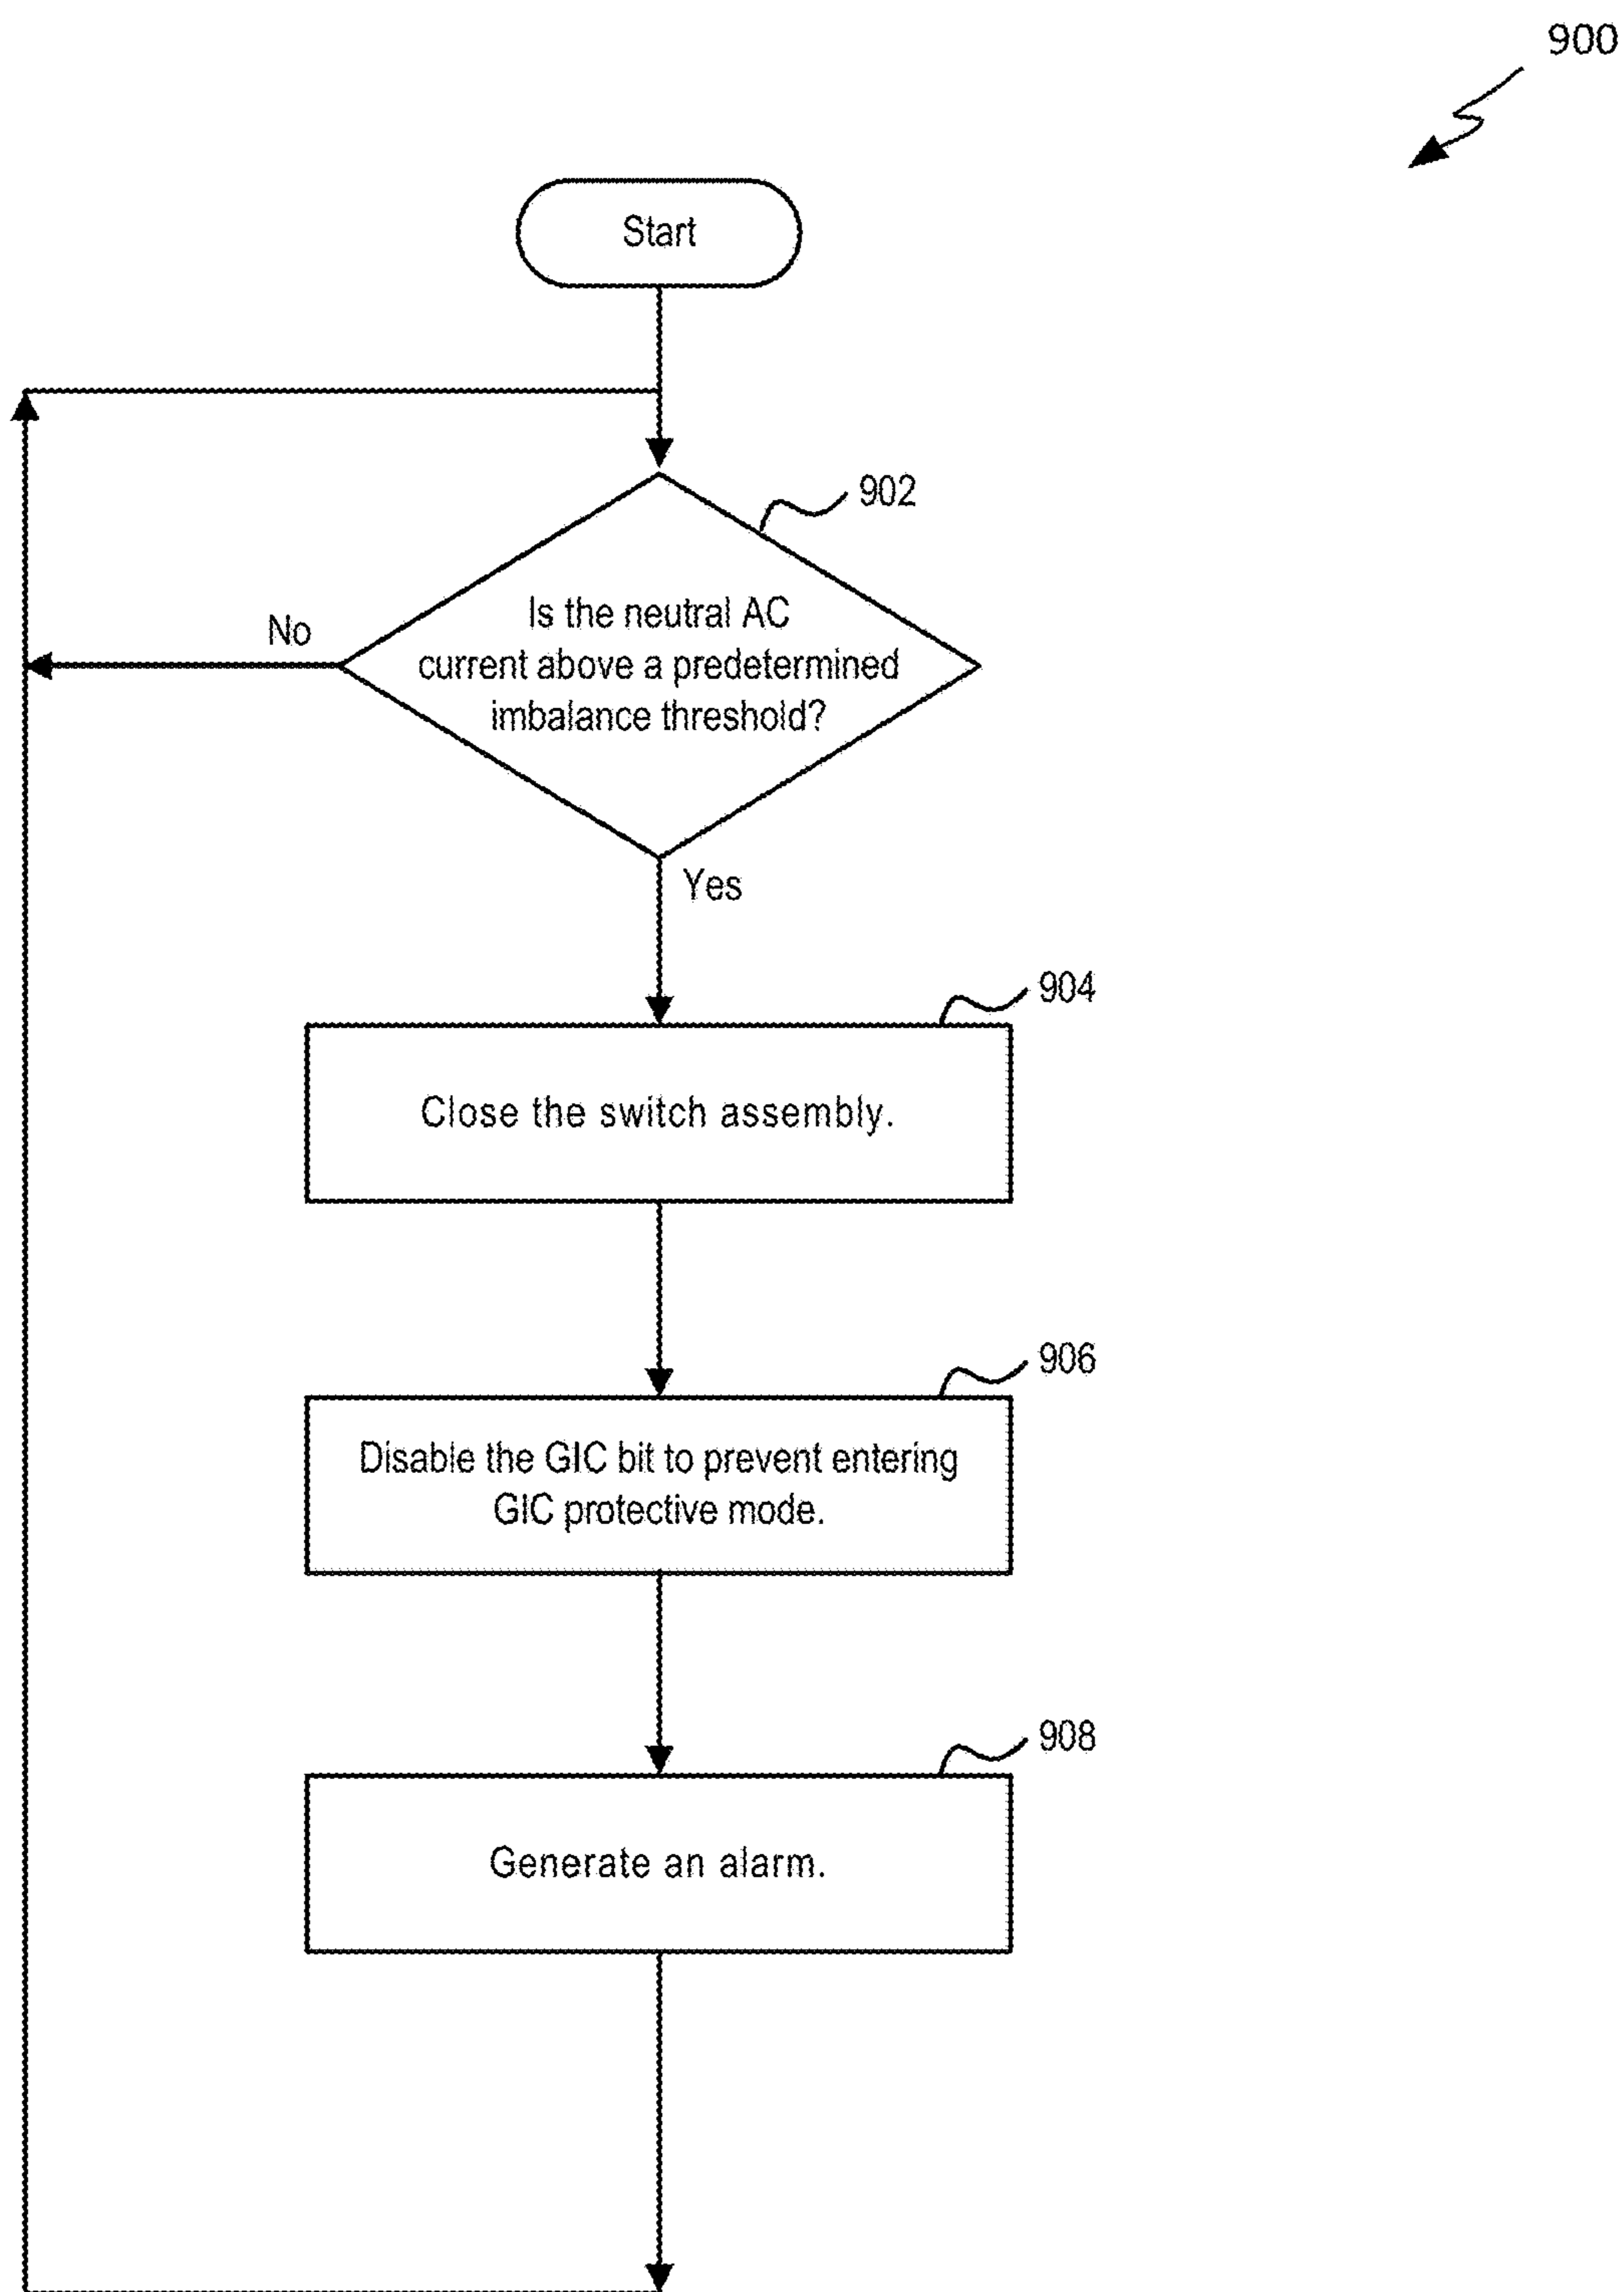 900
Start
902
Is the neutral AC
current above a predetermined
imbalance threshold?
No
Yes
904
Close the switch assembly.
906
Disable the GIC bit to prevent entering
GIC protective mode.
908
Generate an alarm.